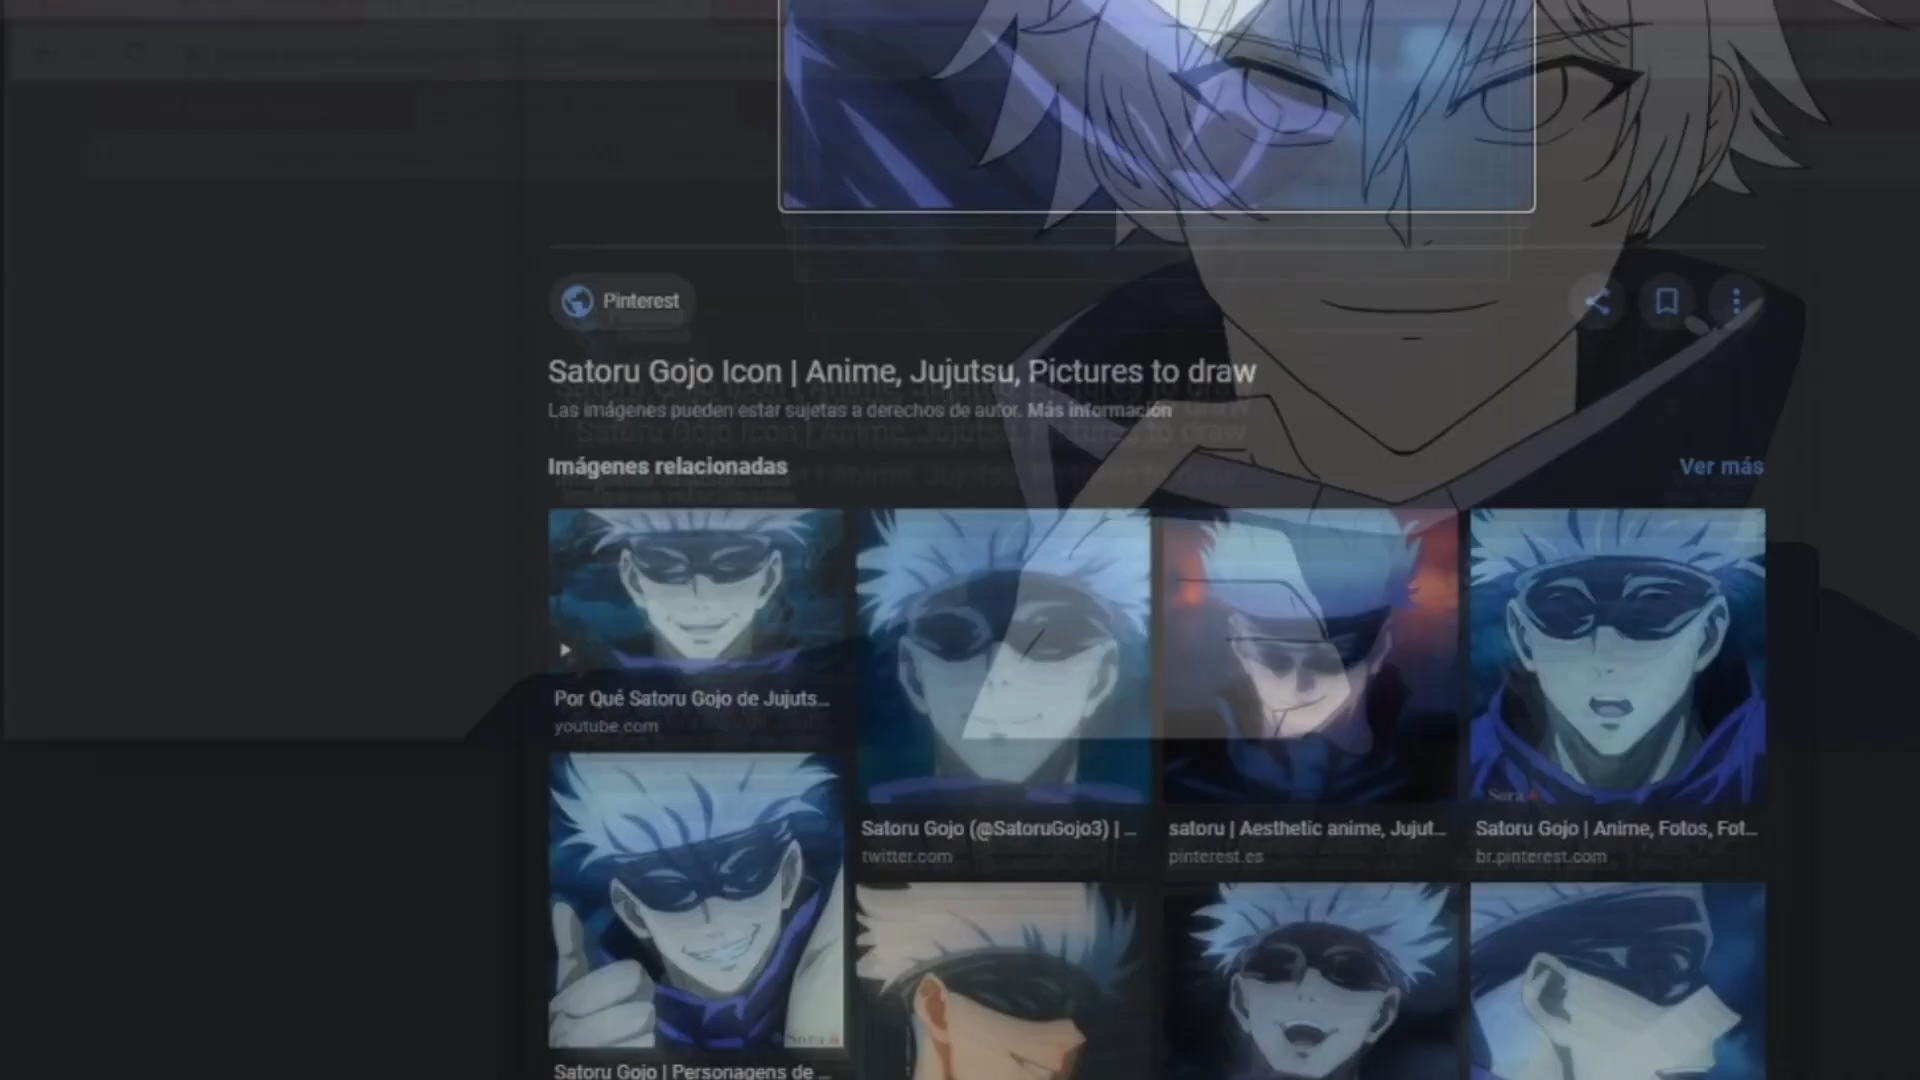 Pinterest
Satoru Gojo Icon | Anime, Jujutsu, Pictures to draw
Las imágenes pueden estar sujetas a derechos de autor. Más información
Imágenes relacionadas
Ver más
Por Qué Satoru Gojo de Jujuts...
youtube.com
Satoru Gojo (@SatoruGojo3) | ...
twitter.com
satoru | Aesthetic anime, Jujut...
pinterest.es
Sora
Satoru Gojo | Anime, Fotos, Fot...
br.pinterest.com
Sora
Satoru Gojo | Personagens de ...